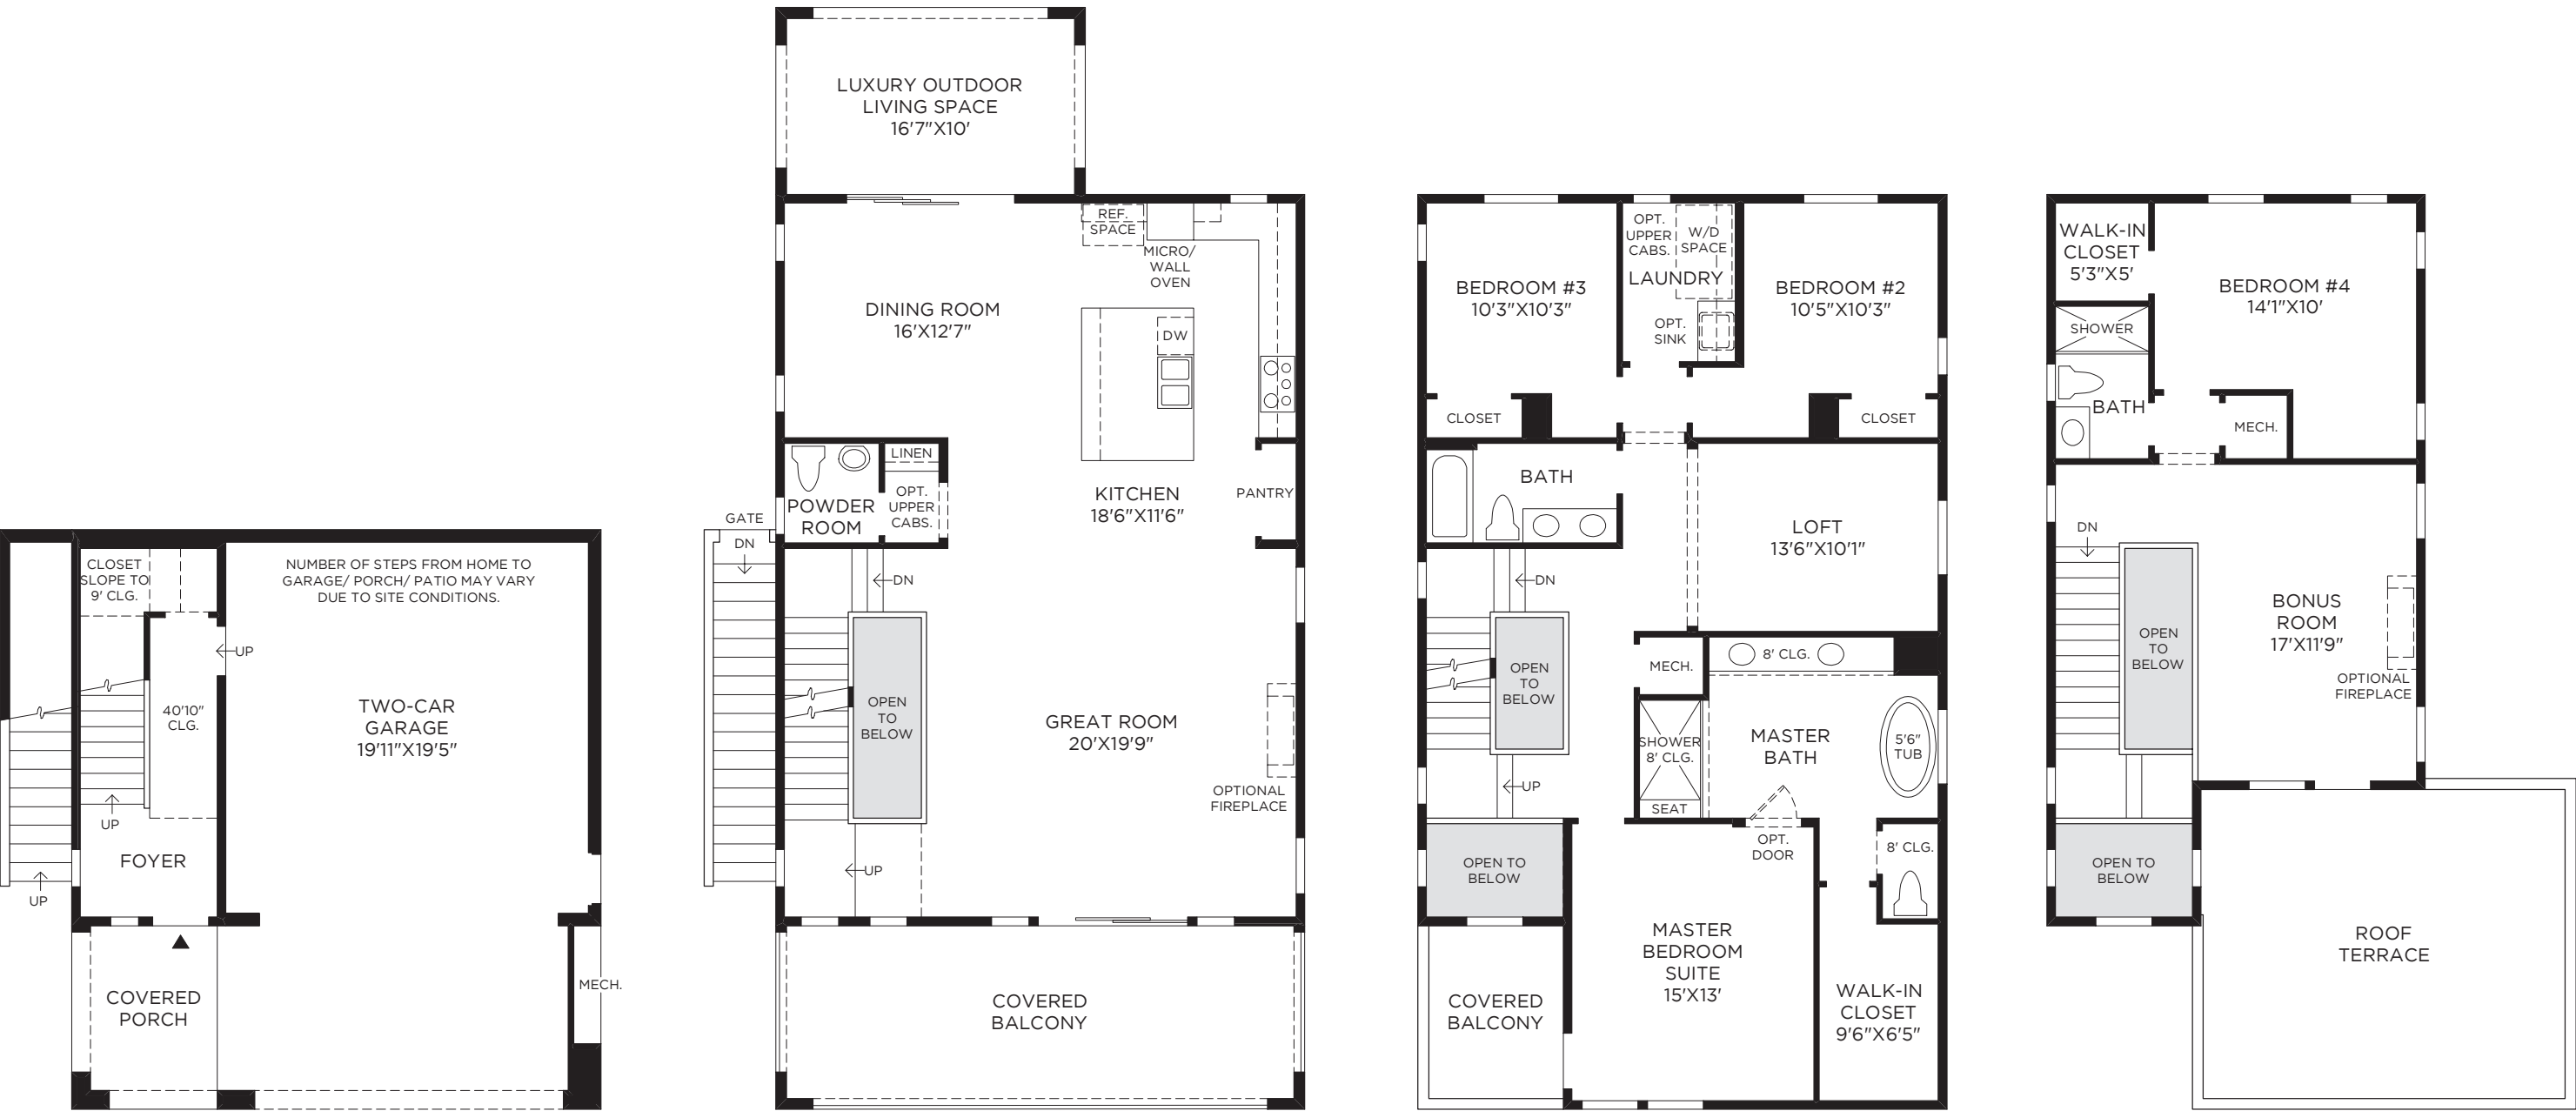 CLOSET
SLOPE TO
9' CLG.
NUMBER OF STEPS FROM HOME TO
GARAGE/ PORCH/ PATIO MAY VARY
DUE TO SITE CONDITIONS.
UP
40'10"
CLG.
TWO-CAR
GARAGE
19'11"X19'5"
UP
FOYER
UP
COVERED
PORCH
MECH.
LUXURY OUTDOOR
LIVING SPACE
16'7"X10'
REF.
SPACE
MICRO/
WALL
OVEN
DINING ROOM
16'X12'7"
DW
LINEN
POWDER
ROOM
OPT.
UPPER
CABS.
KITCHEN
18'6"X11'6"
PANTRY
GATE
DN
DN
OPEN
TO
BELOW
GREAT ROOM
20'X19'9"
OPTIONAL
FIREPLACE
UP
COVERED
BALCONY
BEDROOM #3
10'3"X10'3"
OPT.
UPPER
CABS.
W/D
SPACE
LAUNDRY
OPT.
SINK
BEDROOM #2
10'5"X10'3"
CLOSET
CLOSET
BATH
LOFT
13'6"X10'1"
DN
OPEN
TO
BELOW
MECH.
8' CLG.
SHOWER
8' CLG.
SEAT
MASTER
BATH
5'6"
TUB
UP
OPT.
DOOR
8' CLG.
OPEN TO
BELOW
MASTER
BEDROOM
SUITE
15'X13'
COVERED
BALCONY
WALK-IN
CLOSET
9'6"X6'5"
WALK-IN
CLOSET
5'3"X5'
BEDROOM #4
14'1"X10'
SHOWER
BATH
MECH.
DN
OPEN
TO
BELOW
BONUS
ROOM
17'X11'9"
OPTIONAL
FIREPLACE
OPEN TO
BELOW
ROOF
TERRACE